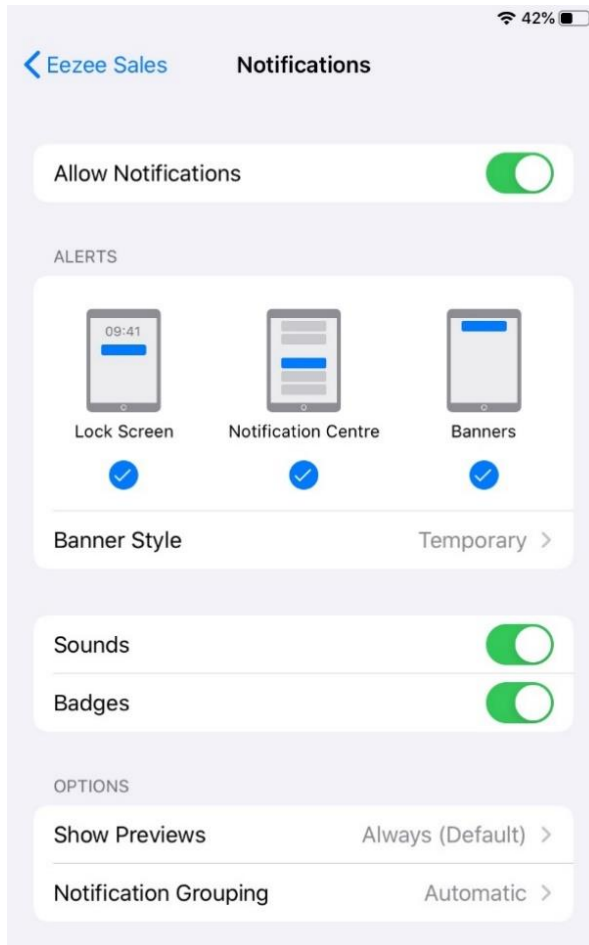 42%
Eezee Sales Notifications
Allow Notifications
ALERTS
09:41
Lock Screen Notification Centre Banners
Banner Style Temporary
Sounds
Badges
OPTIONS
Show Previews Always (Default)
Notification Grouping Automatic